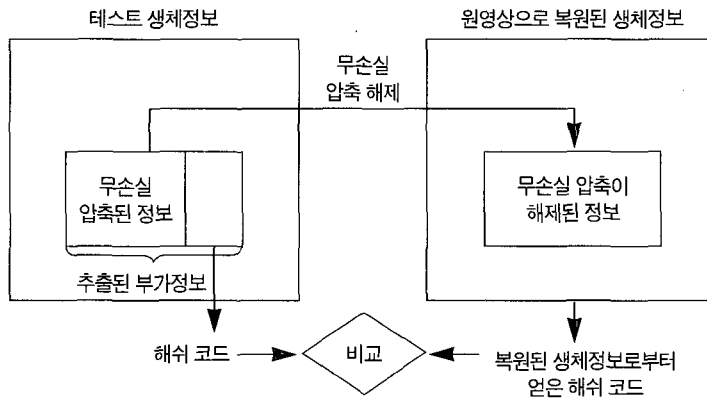 테스트 생체정보
원영상으로 복원된 생체정보
무손실
압축 해제
무손실
압축된 정보
무손실 압축이
해제된 정보
추출된 부가정보
해쉬 코드
비교
복원된 생체정보로부터
얻은 해쉬 코드